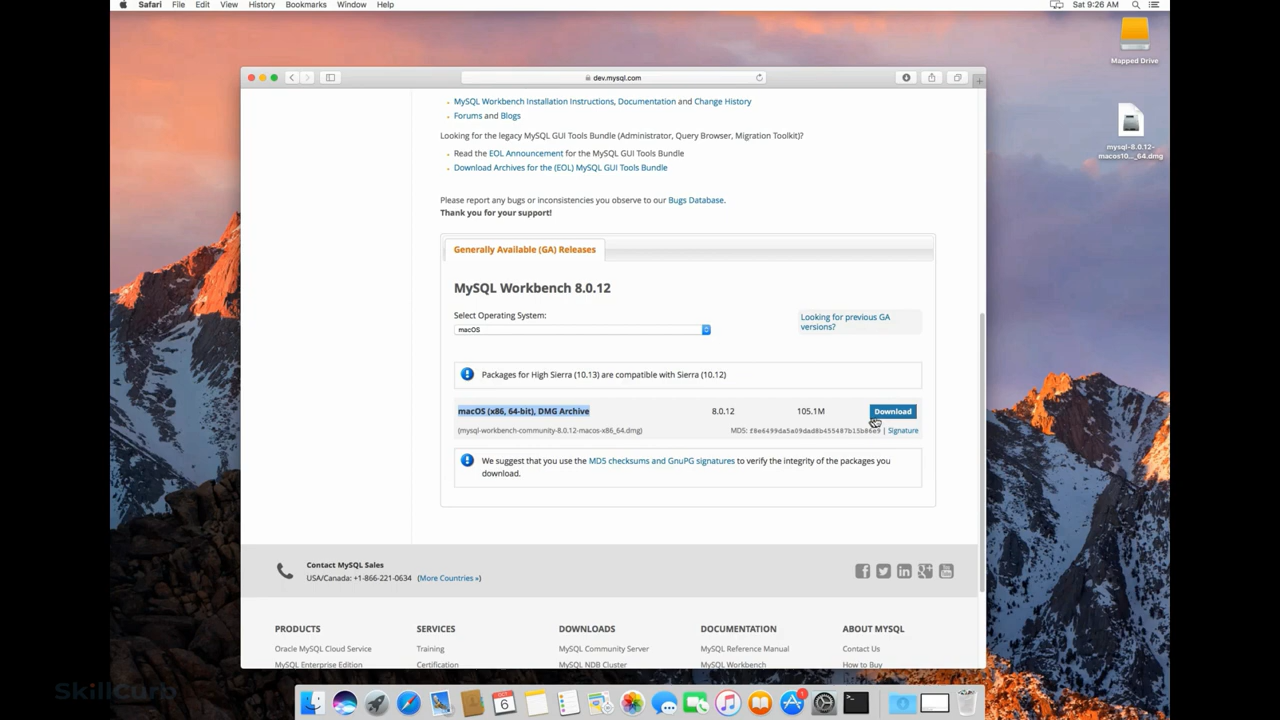 Safari File Edit View History Bookmarks Window Help
Sat 9:26 AM
Mapped Drive
mysql-8.0.12-
macos10..._64.dmg
dev.mysql.com
MySQL Workbench Installation Instructions, Documentation and Change History
Forums and Blogs
Looking for the legacy MySQL GUI Tools Bundle (Administrator, Query Browser, Migration Toolkit)?
Read the EOL Announcement for the MySQL GUI Tools Bundle
Download Archives for the (EOL) MySQL GUI Tools Bundle
Please report any bugs or inconsistencies you observe to our Bugs Database.
Thank you for your support!
Generally Available (GA) Releases
MySQL Workbench 8.0.12
Select Operating System:
macOS
Looking for previous GA
versions?
Packages for High Sierra (10.13) are compatible with Sierra (10.12)
macOS (x86, 64-bit), DMG Archive 8.0.12 105.1M Download
(mysql-workbench-community-8.0.12-macos-x86_64.dmg) MD5: | Signature
We suggest that you use the MD5 checksums and GnuPG signatures to verify the integrity of the packages you
download.
Contact MySQL Sales
USA/Canada: +1-866-221-0634 (More Countries »)
PRODUCTS SERVICES DOWNLOADS DOCUMENTATION ABOUT MYSQL
Oracle MySQL Cloud Service Training MySQL Community Server MySQL Reference Manual Contact Us
MySQL Enterprise Edition Certification MySQL NDB Cluster MySQL Workbench How to Buy
SkillCurb
6
1